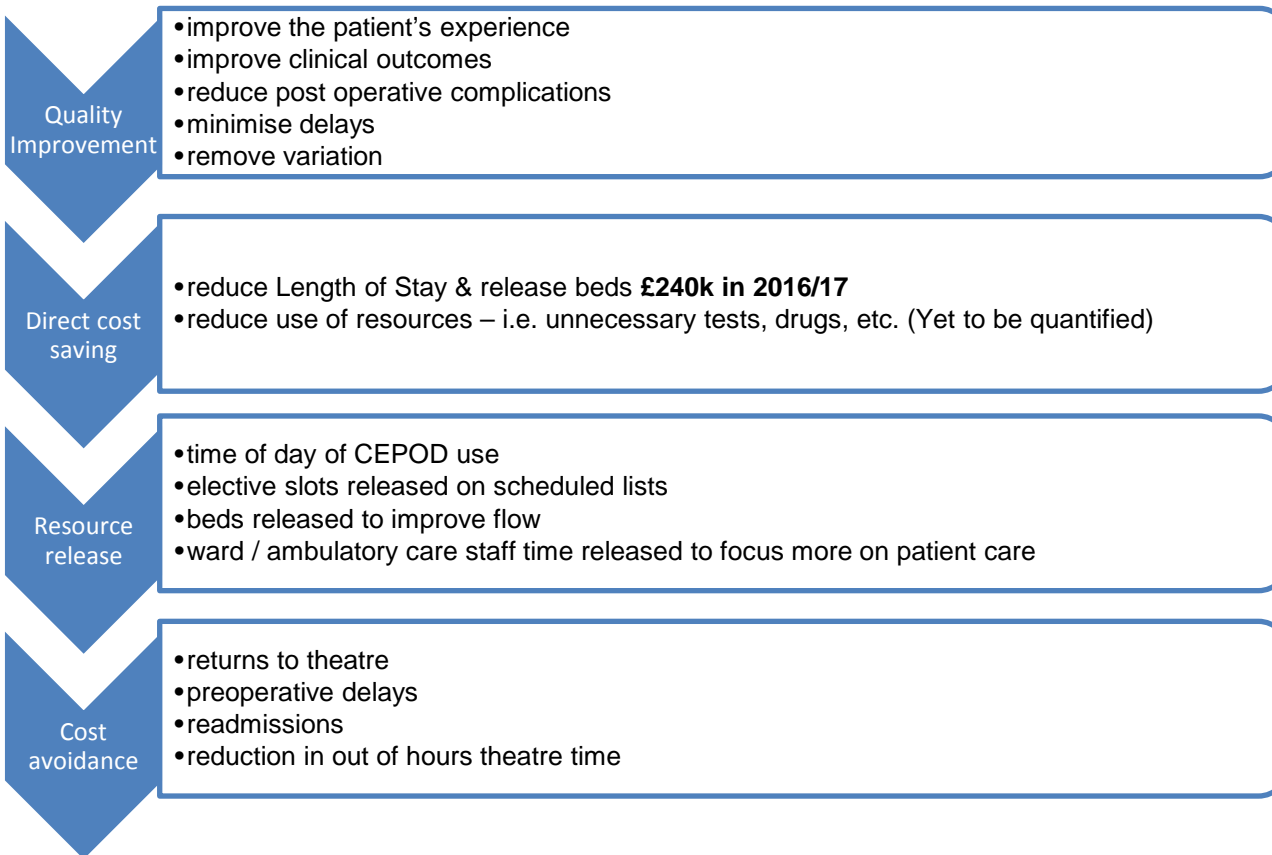 Quality
Improvement
•improve the patient’s experience
•improve clinical outcomes
•reduce post operative complications
•minimise delays
•remove variation
Direct cost
saving
•reduce Length of Stay & release beds £240k in 2016/17
•reduce use of resources – i.e. unnecessary tests, drugs, etc. (Yet to be quantified)
Resource
release
•time of day of CEPOD use
•elective slots released on scheduled lists
•beds released to improve flow
•ward / ambulatory care staff time released to focus more on patient care
Cost
avoidance
•returns to theatre
•preoperative delays
•readmissions
•reduction in out of hours theatre time